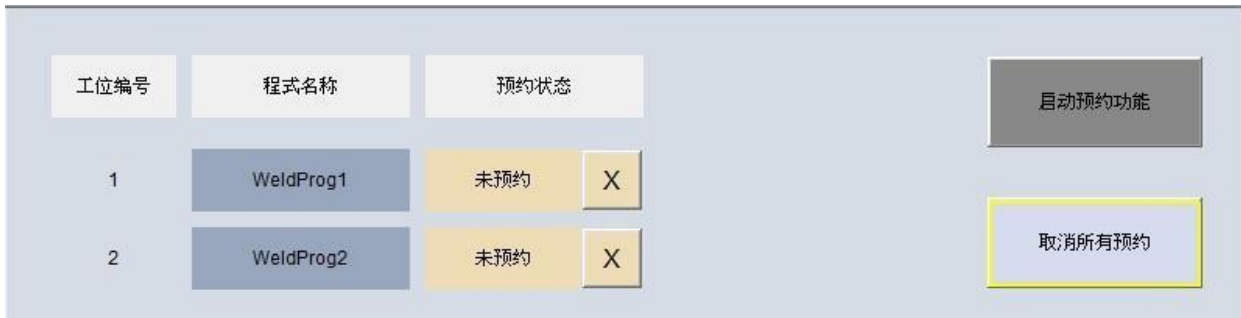 工位编号 程式名称 预约状态
启动预约功能
1 WeldProg1 未预约 X
2 WeldProg2 未预约 X
取消所有预约